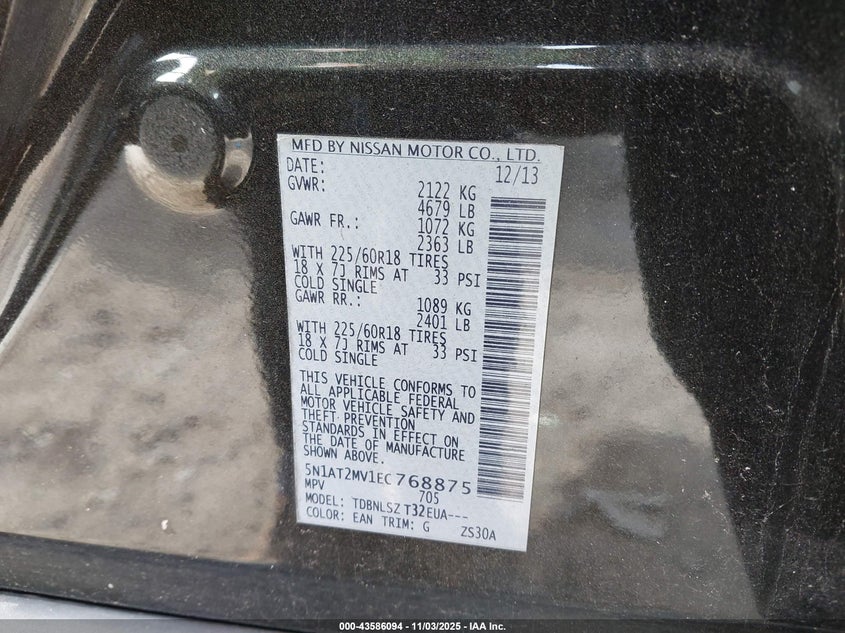 MFD BY NISSAN MOTOR CO., LTD.
DATE: 12/13
GVWR: 2122 KG
4679 LB
GAWR FR.: 1072 KG
2363 LB
WITH 225/60R18 TIRES
18 X 7J RIMS AT 33 PSI
COLD SINGLE
GAWR RR.: 1089 KG
2401 LB
WITH 225/60R18 TIRES
18 X 7J RIMS AT 33 PSI
COLD SINGLE
THIS VEHICLE CONFORMS TO
ALL APPLICABLE FEDERAL
MOTOR VEHICLE SAFETY AND
THEFT PREVENTION
STANDARDS IN EFFECT ON
THE DATE OF MANUFACTURE
SHOWN ABOVE.
5N1AT2MV1EC768875
MPV 705
MODEL: TDBNLSZ T32EUA---
COLOR: EAN TRIM: G ZS30A
000-43586094 - 11/03/2025 - IAA Inc.